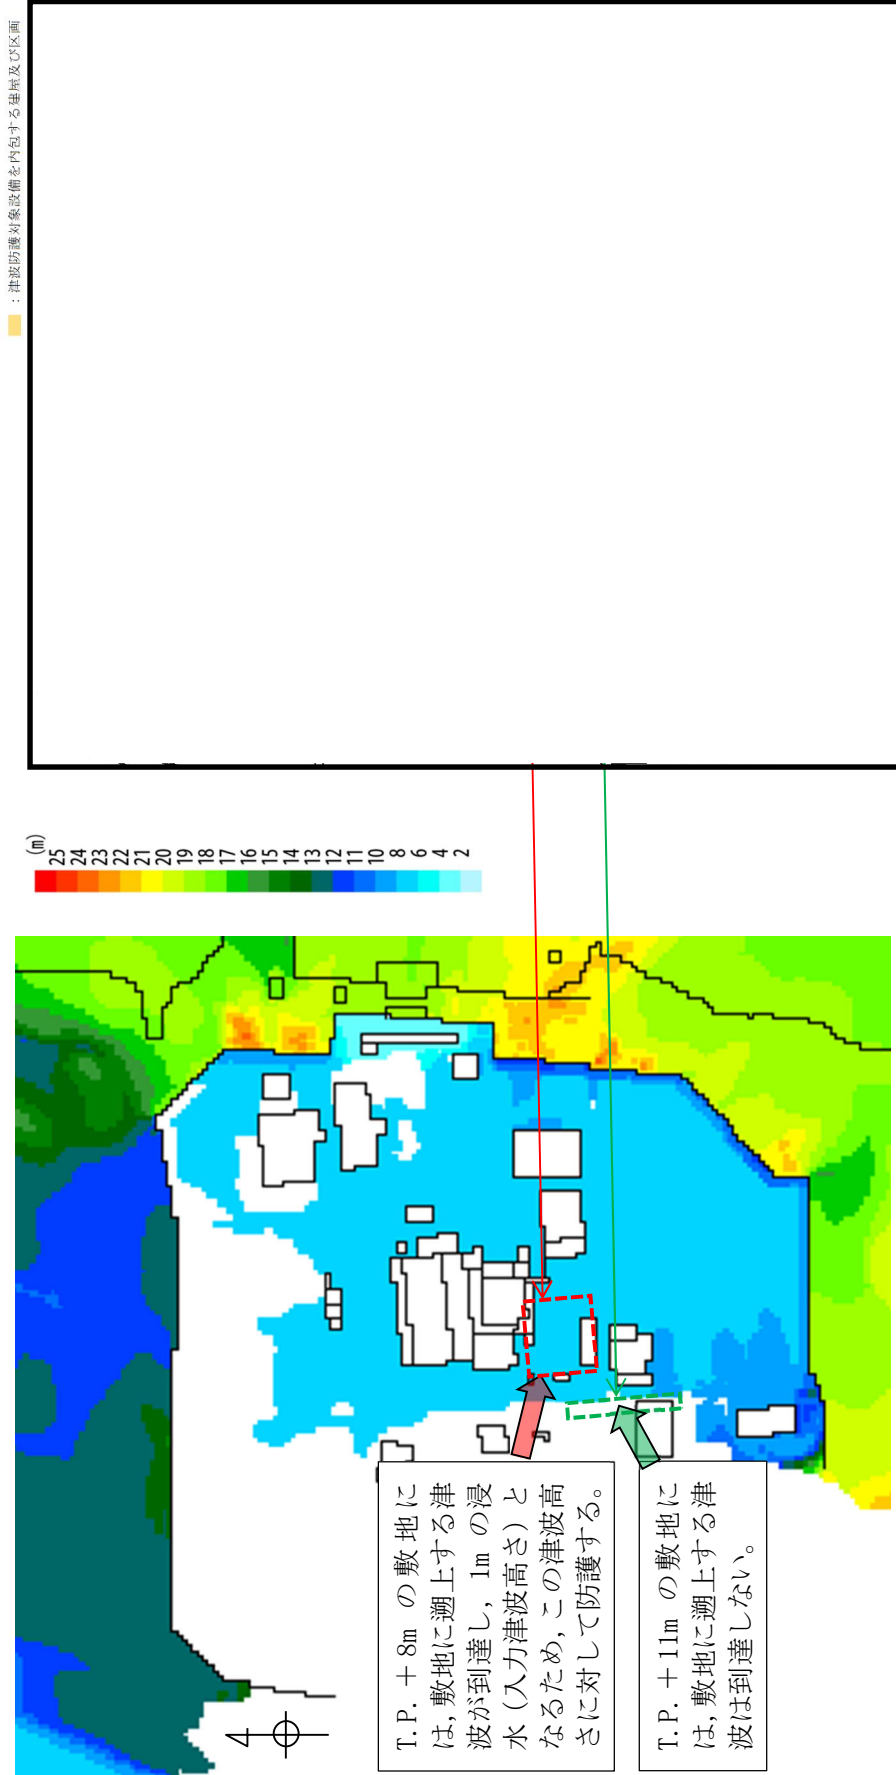 ：津波防護対象設備を内包する建屋及び区画
(m)
25
24
23
22
21
20
19
18
17
16
15
14
13
12
11
10
8
6
4
2
T.P.＋8m の敷地に
は，敷地に遡上する津
波が到達し，1m の浸
水（入力津波高さ）と
なるため，この津波高
さに対して防護する。
T.P.＋11m の敷地に
は，敷地に遡上する津
波は到達しない。